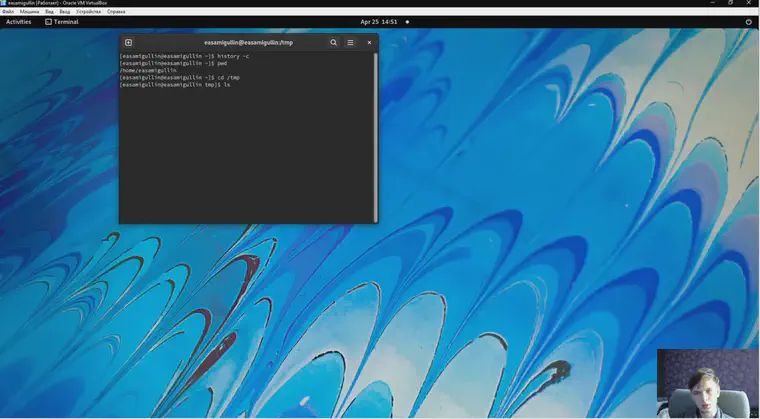 easamigullin [Работает] - Oracle VM VirtualBox
Файл Машина Вид Ввод Устройства Справка
Activities Terminal Apr 25 14:51
easamigullin@easamigullin:/tmp
[easamigullin@easamigullin ~]$ history -c
[easamigullin@easamigullin ~]$ pwd
/home/easamigullin
[easamigullin@easamigullin ~]$ cd /tmp
[easamigullin@easamigullin tmp]$ ls